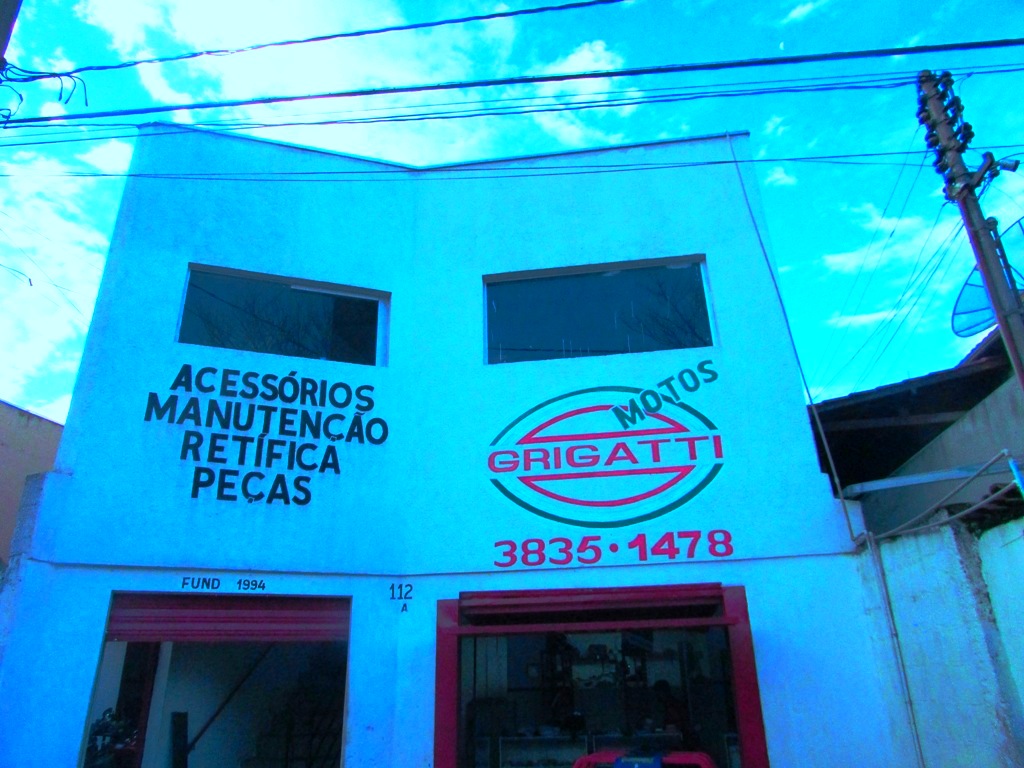 ACESSÓRIOS
MANUTENÇÃO
RETÍFICA
PEÇAS
MOTOS
GRIGATTI
3835·1478
FUND 1994
112
A